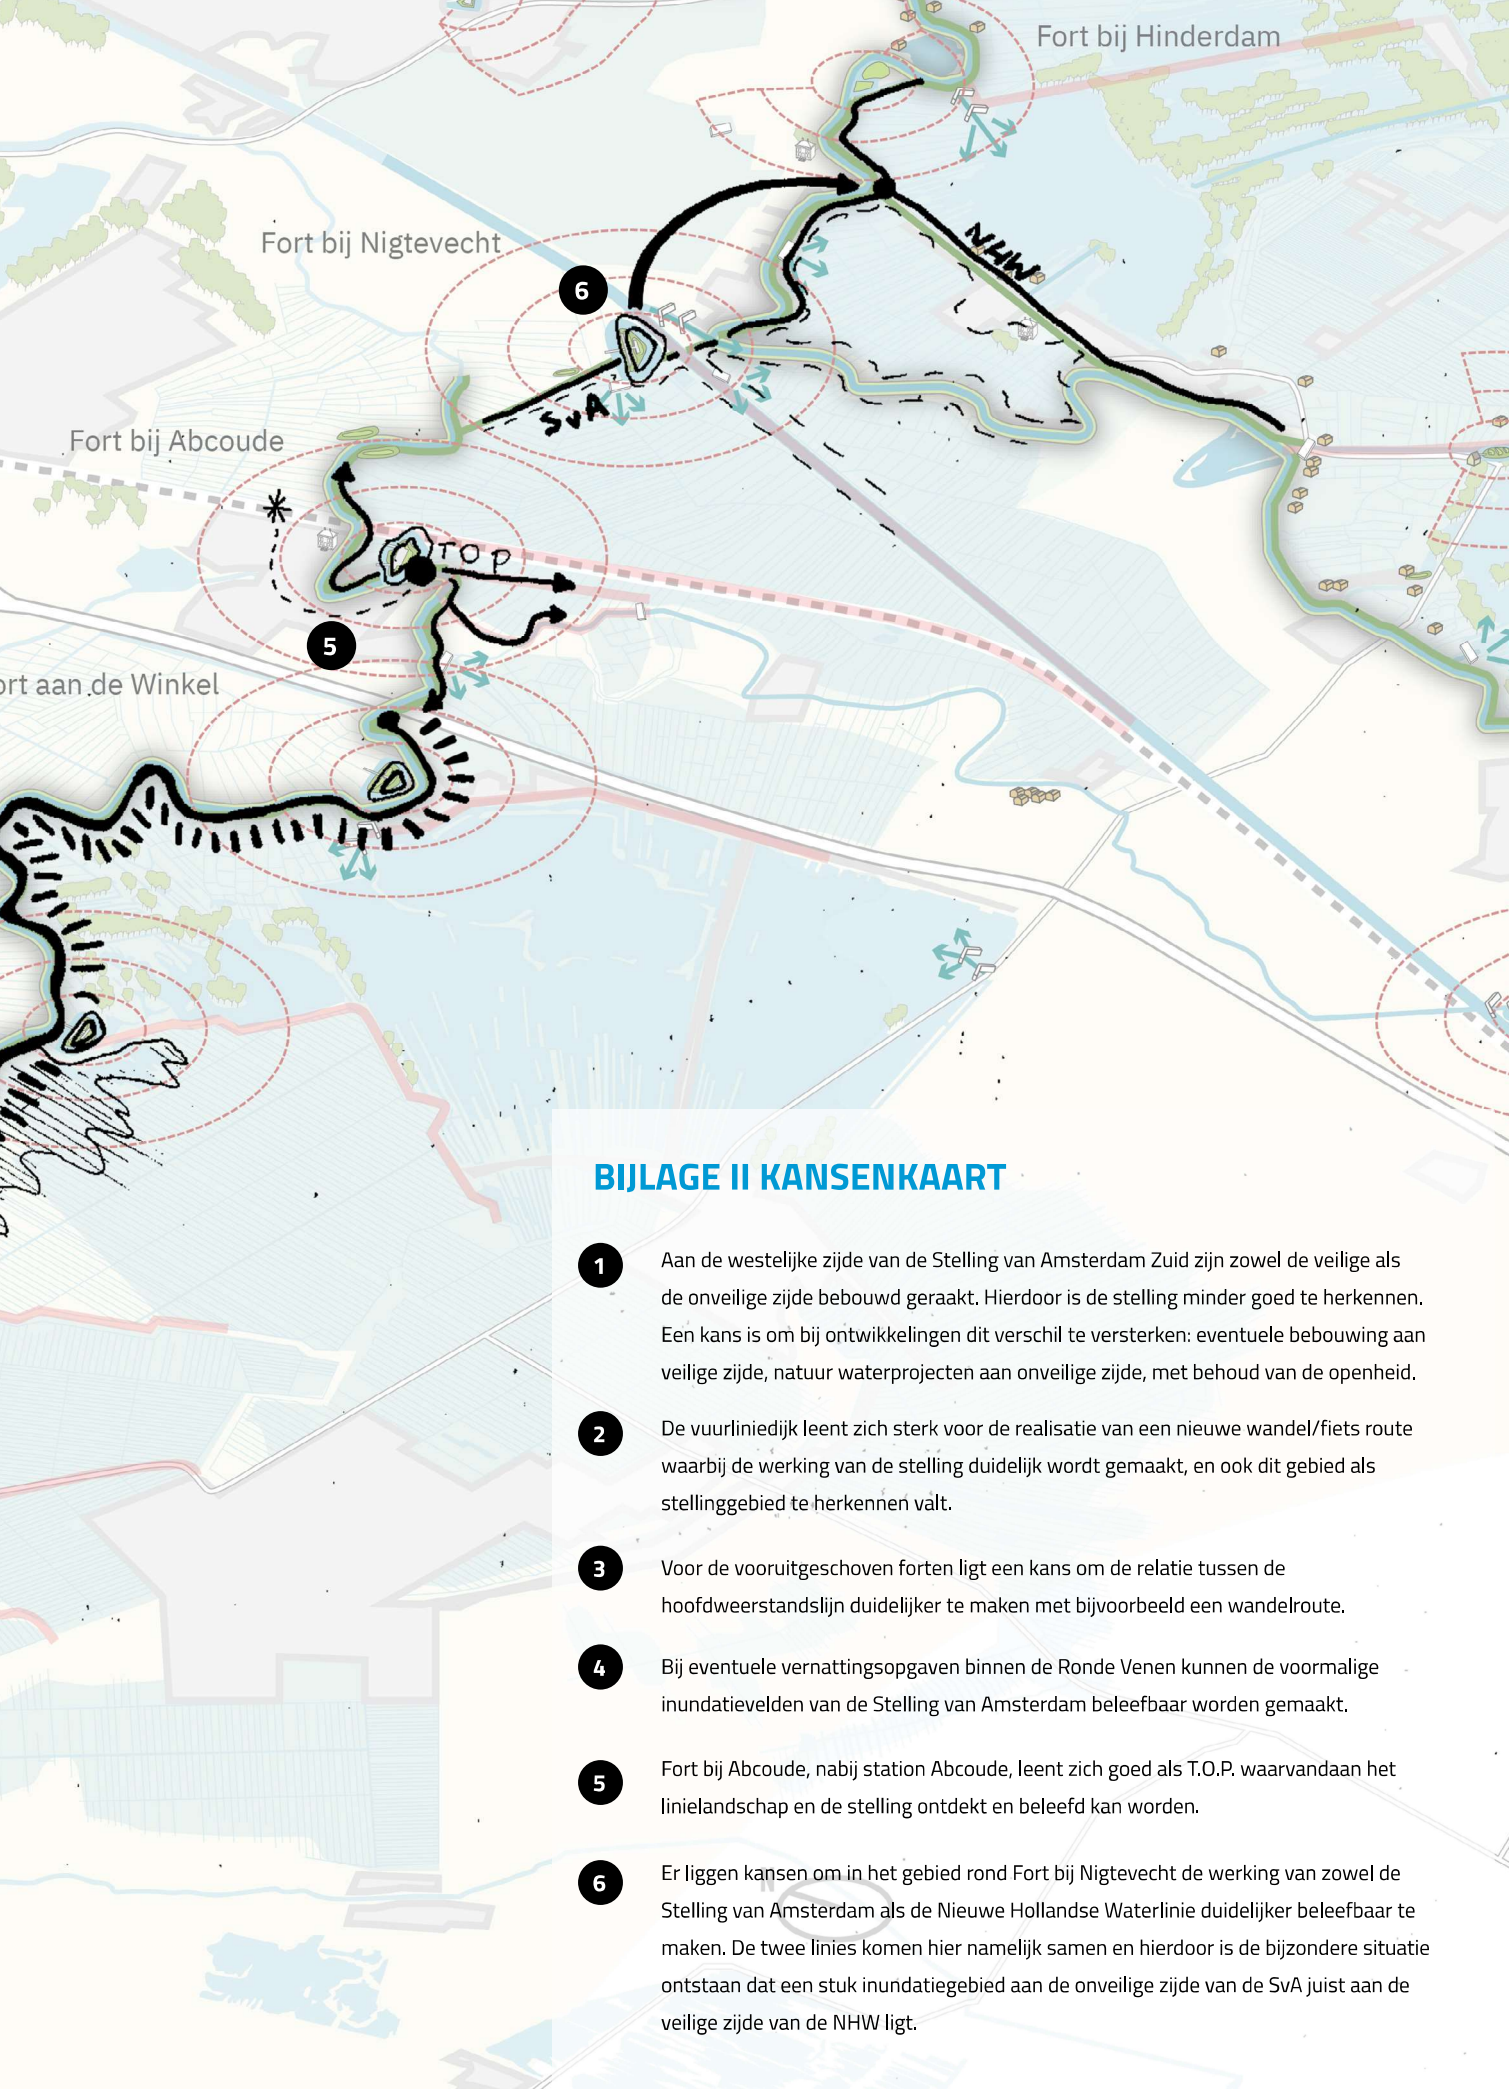 Fort bij Hinderdam
NHW
Fort bij Nigtevecht
6
SvA
Fort bij Abcoude
TOP
5
ort aan de Winkel
BIJLAGE II KANSENKAART
1
Aan de westelijke zijde van de Stelling van Amsterdam Zuid zijn zowel de veilige als
de onveilige zijde bebouwd geraakt. Hierdoor is de stelling minder goed te herkennen.
Een kans is om bij ontwikkelingen dit verschil te versterken: eventuele bebouwing aan
veilige zijde, natuur waterprojecten aan onveilige zijde, met behoud van de openheid.
2
De vuurliniedijk leent zich sterk voor de realisatie van een nieuwe wandel/fiets route
waarbij de werking van de stelling duidelijk wordt gemaakt, en ook dit gebied als
stellinggebied te herkennen valt.
3
Voor de vooruitgeschoven forten ligt een kans om de relatie tussen de
hoofdweerstandslijn duidelijker te maken met bijvoorbeeld een wandelroute.
4
Bij eventuele vernattingsopgaven binnen de Ronde Venen kunnen de voormalige
inundatievelden van de Stelling van Amsterdam beleefbaar worden gemaakt.
5
Fort bij Abcoude, nabij station Abcoude, leent zich goed als T.O.P. waarvandaan het
linielandschap en de stelling ontdekt en beleefd kan worden.
6
Er liggen kansen om in het gebied rond Fort bij Nigtevecht de werking van zowel de
Stelling van Amsterdam als de Nieuwe Hollandse Waterlinie duidelijker beleefbaar te
maken. De twee linies komen hier namelijk samen en hierdoor is de bijzondere situatie
ontstaan dat een stuk inundatiegebied aan de onveilige zijde van de SvA juist aan de
veilige zijde van de NHW ligt.
N